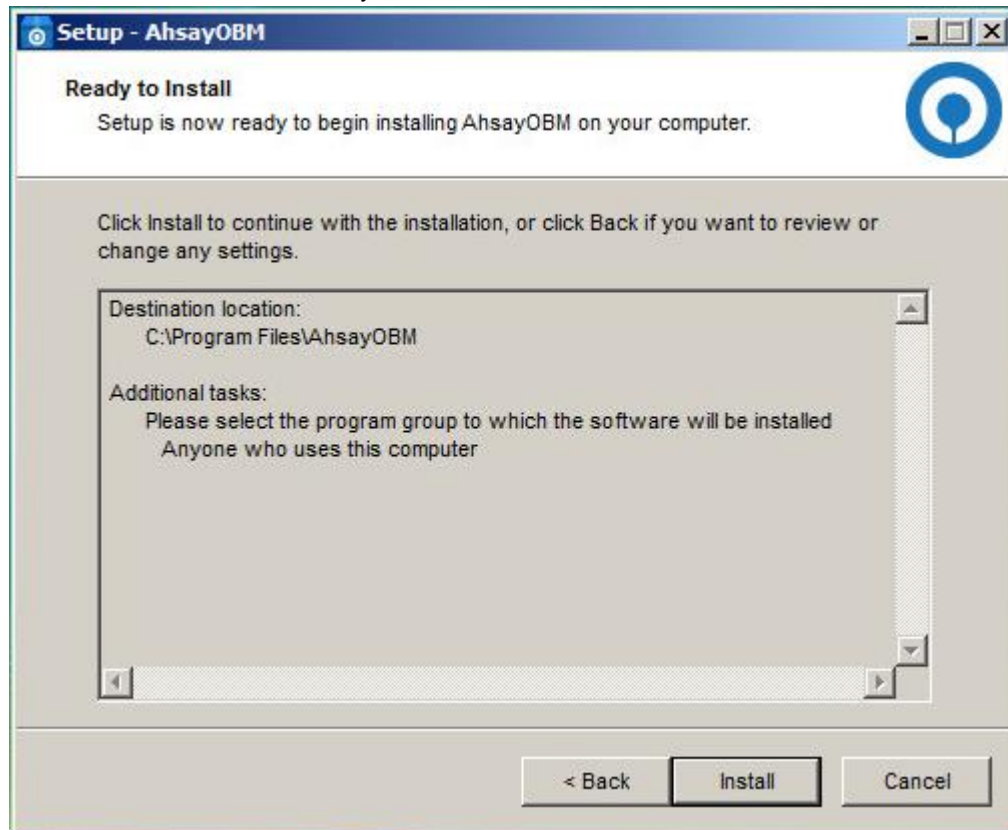 Setup - AhsayOBM
Ready to Install
Setup is now ready to begin installing AhsayOBM on your computer.
Click Install to continue with the installation, or click Back if you want to review or
change any settings.
Destination location:
C:\Program Files\AhsayOBM
Additional tasks:
Please select the program group to which the software will be installed
Anyone who uses this computer
< Back
Install
Cancel